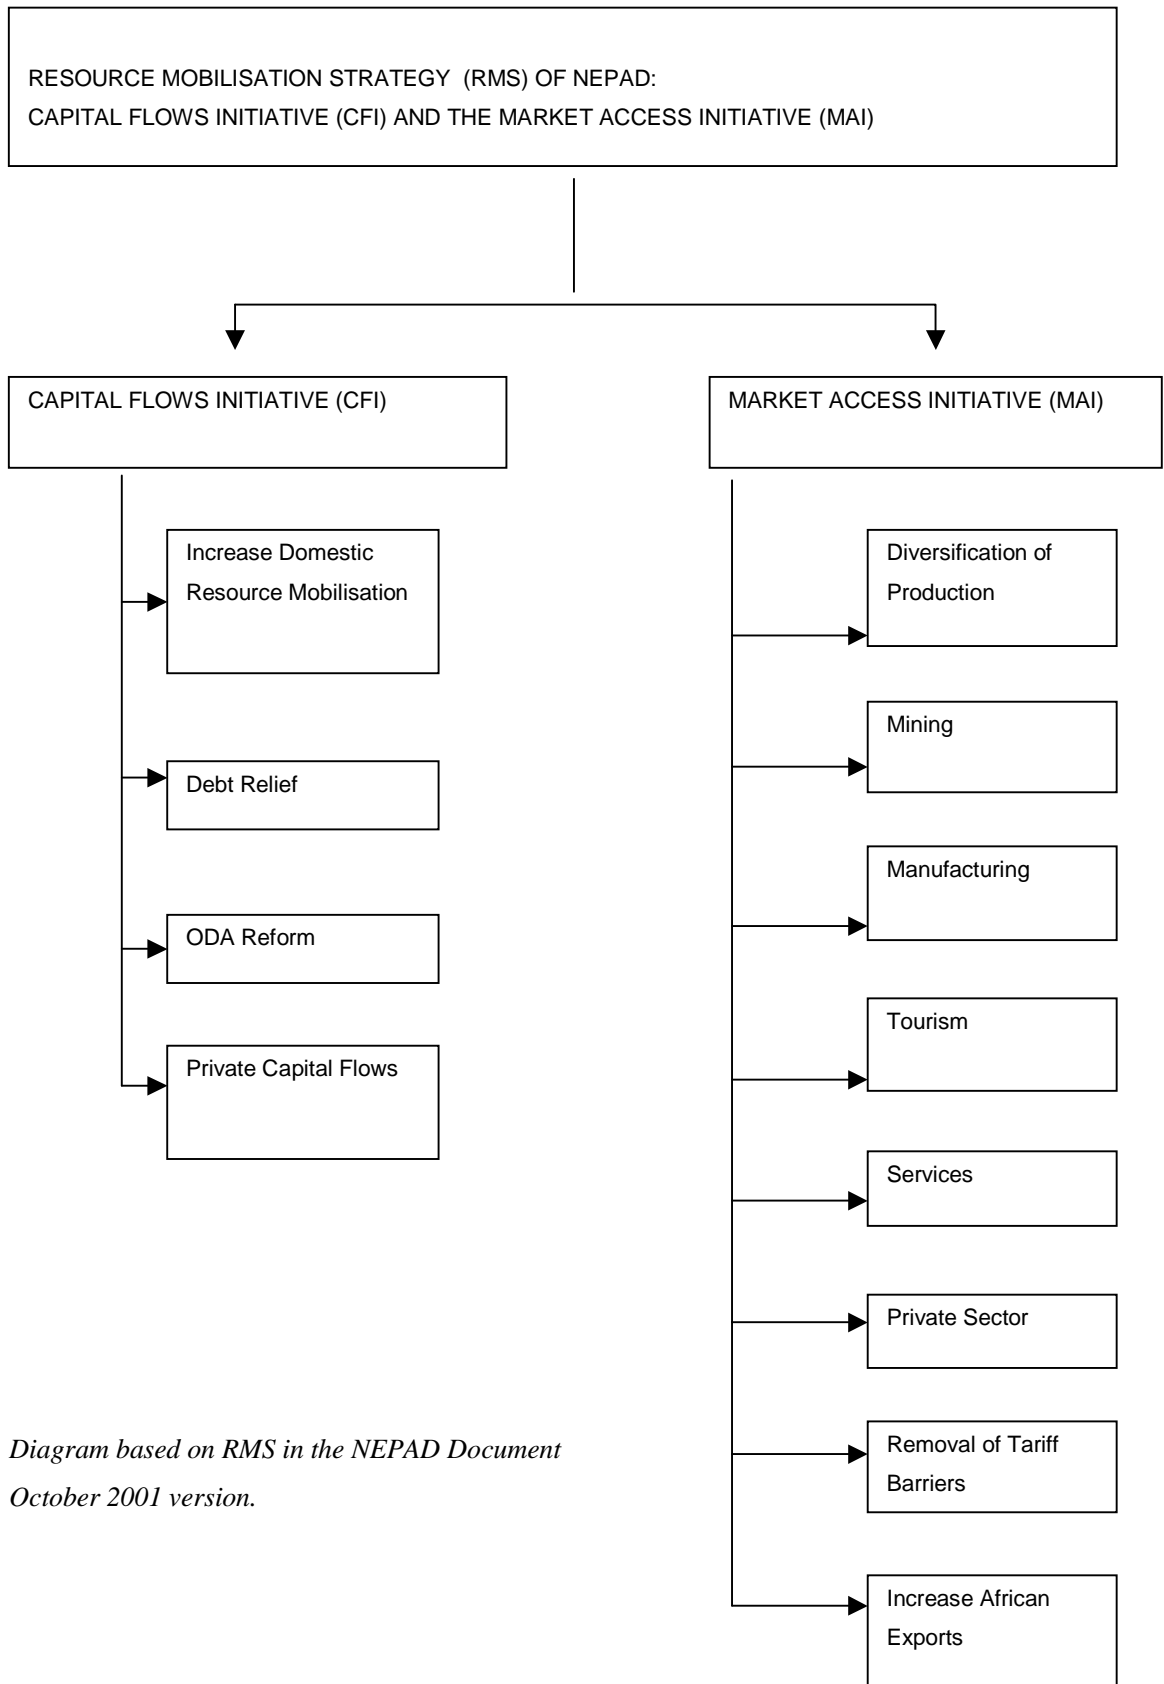 RESOURCE MOBILISATION STRATEGY  (RMS) OF NEPAD:
CAPITAL FLOWS INITIATIVE (CFI) AND THE MARKET ACCESS INITIATIVE (MAI)
CAPITAL FLOWS INITIATIVE (CFI)
Increase Domestic
Resource Mobilisation
Debt Relief
ODA Reform
Private Capital Flows
MARKET ACCESS INITIATIVE (MAI)
Diversification of
Production
Mining
Manufacturing
Tourism
Services
Private Sector
Removal of Tariff
Barriers
Increase African
Exports
Diagram based on RMS in the NEPAD Document
October 2001 version.